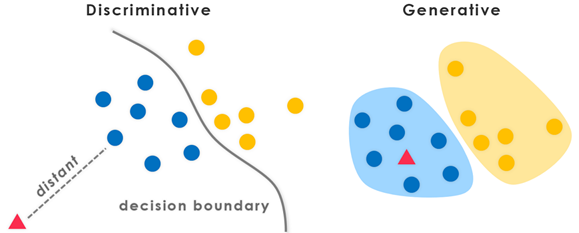 Discriminative
Generative
distant
decision boundary